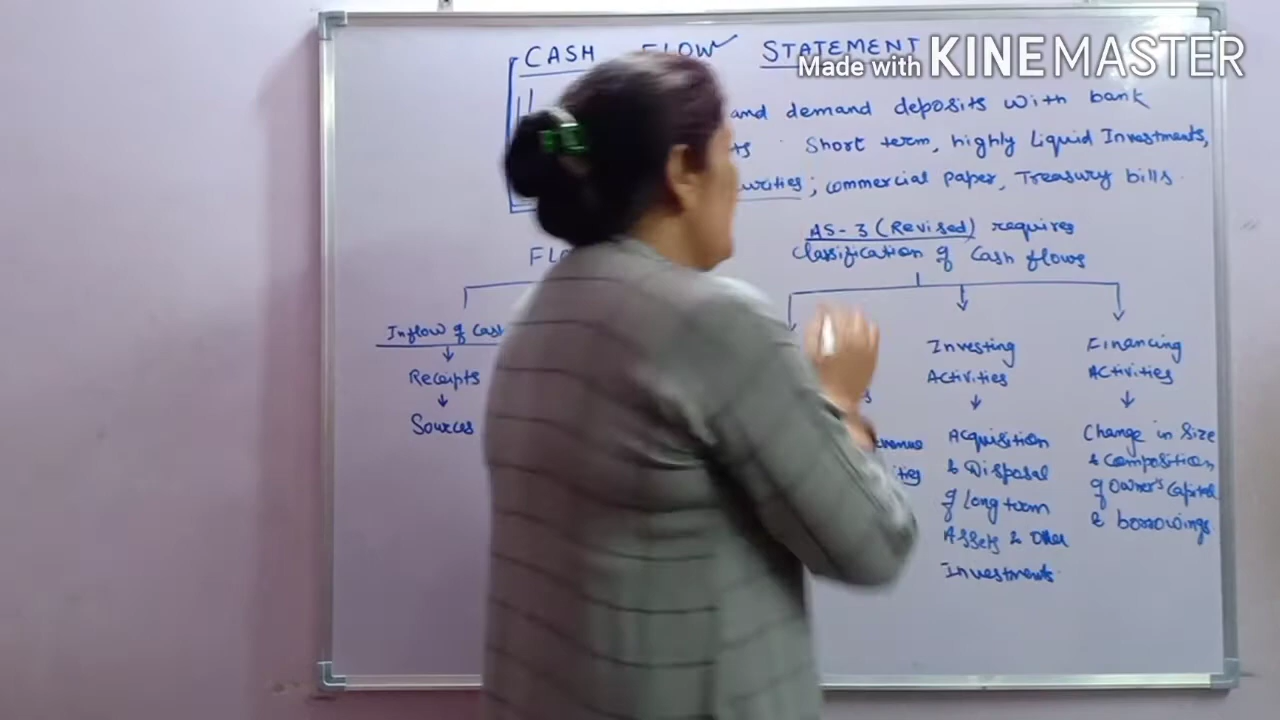 CASH FLOW STATEMENT
Made with KINEMASTER
and demand deposits with bank
Short term, highly Liquid Investments,
; commercial paper, Treasury bills.
AS-3 (Revised) requires
Classification of Cash flows
Inflow of Cash
Receipts
Sources
Investing
Activities
Acquisition
& Disposal
of long term
Assets & Other
Investments
Financing
Activities
Change in Size
& Composition
of Owner's Capital
& borrowings